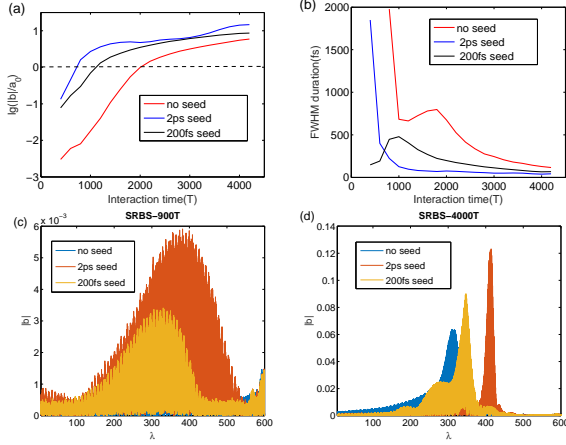 (a)
lg(|b|/a0)
2
1
0
−1
−2
−3
0 1000 2000 3000 4000
Interaction time(T)
no seed
2ps seed
200fs seed
(b)
FWHM duration(fs)
2000
1500
1000
500
0
0 1000 2000 3000 4000
Interaction time(T)
no seed
2ps seed
200fs seed
SRBS−900T
(c)
× 10−3
|b|
6
5
4
3
2
1
0
0 100 200 300 400 500 600
λ
no seed
2ps seed
200fs seed
SRBS−4000T
(d)
|b|
0.14
0.12
0.1
0.08
0.06
0.04
0.02
0
100 200 300 400 500 600
λ
no seed
2ps seed
200fs seed